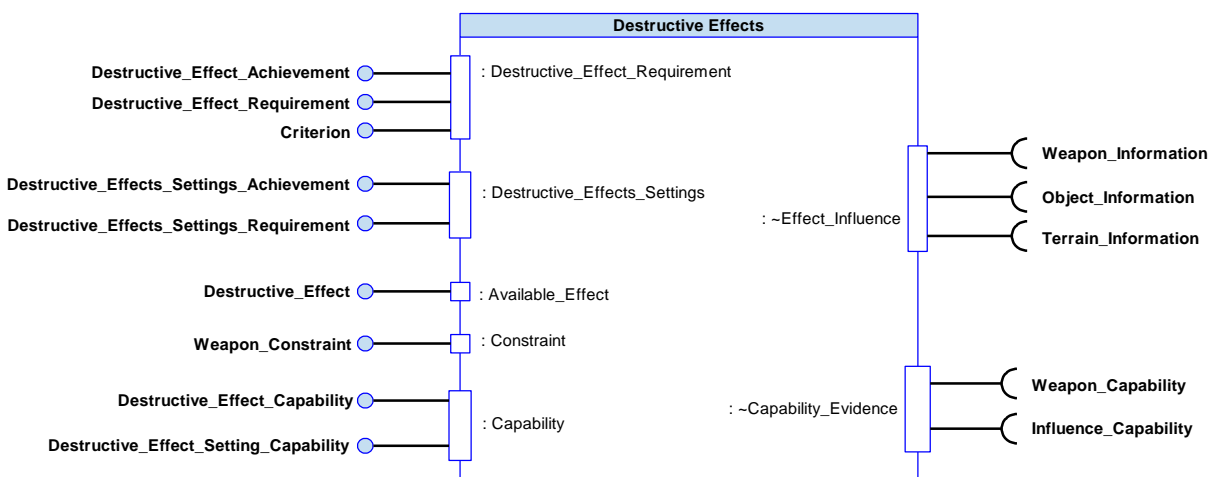 Destructive Effects
Destructive_Effect_Achievement
: Destructive_Effect_Requirement
Destructive_Effect_Requirement
Criterion
Destructive_Effects_Settings_Achievement
: Destructive_Effects_Settings
Destructive_Effects_Settings_Requirement
Destructive_Effect
: Available_Effect
Weapon_Constraint
: Constraint
Destructive_Effect_Capability
: Capability
Destructive_Effect_Setting_Capability
Weapon_Information
Object_Information
: ~Effect_Influence
Terrain_Information
Weapon_Capability
: ~Capability_Evidence
Influence_Capability